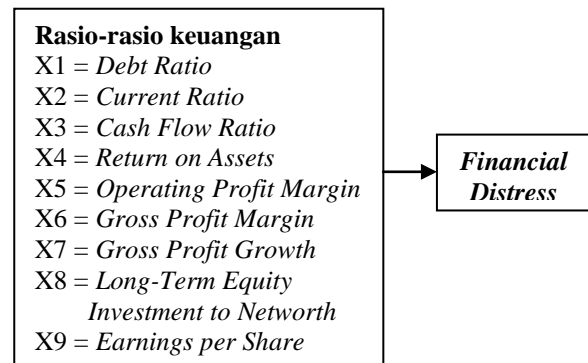 Rasio-rasio keuangan
X1 = Debt Ratio
X2 = Current Ratio
X3 = Cash Flow Ratio
X4 = Return on Assets
X5 = Operating Profit Margin
X6 = Gross Profit Margin
X7 = Gross Profit Growth
X8 = Long-Term Equity
Investment to Networth
X9 = Earnings per Share
Financial
Distress